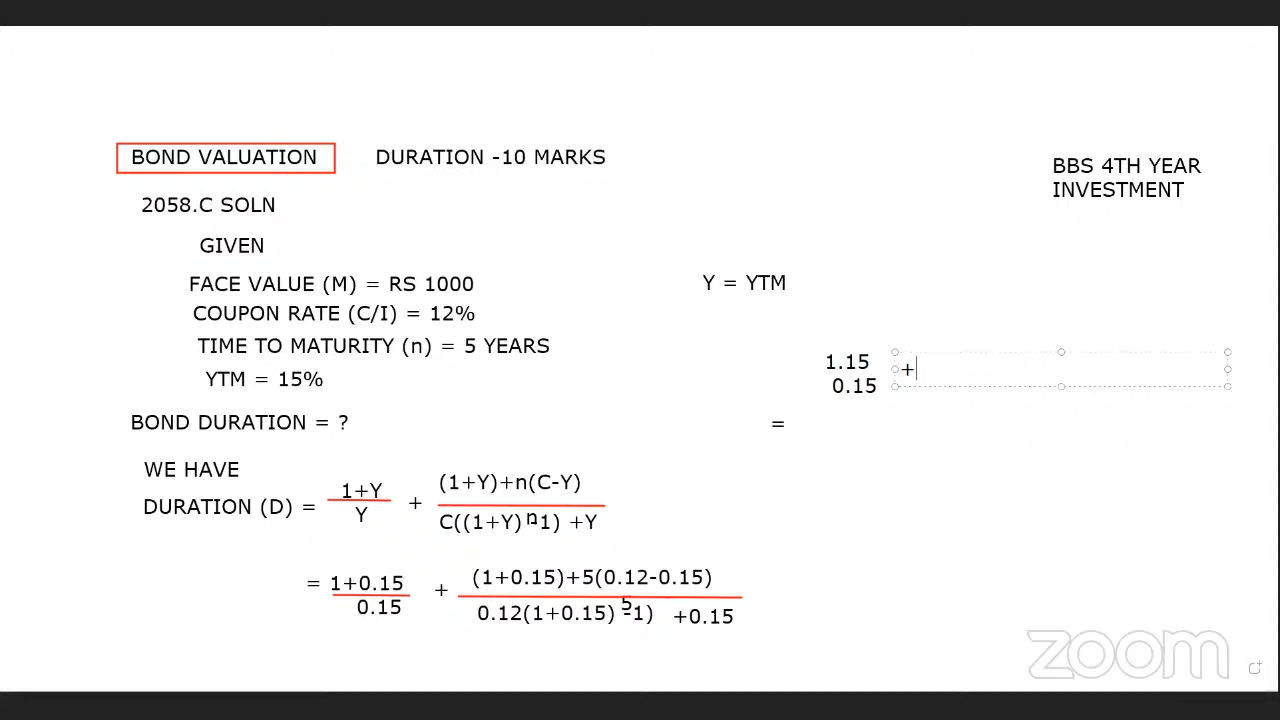 BOND VALUATION DURATION -10 MARKS
BBS 4TH YEAR
INVESTMENT
2058.C SOLN
GIVEN
FACE VALUE (M) = RS 1000
Y = YTM
COUPON RATE (C/I) = 12%
TIME TO MATURITY (n) = 5 YEARS
YTM = 15%
1.15 +
0.15
BOND DURATION = ?
=
WE HAVE
DURATION (D) = 1+Y + (1+Y)+n(C-Y)
Y C((1+Y) n-1) +Y
= 1+0.15 + (1+0.15)+5(0.12-0.15)
0.15 0.12(1+0.15) 5-1) +0.15
zoom